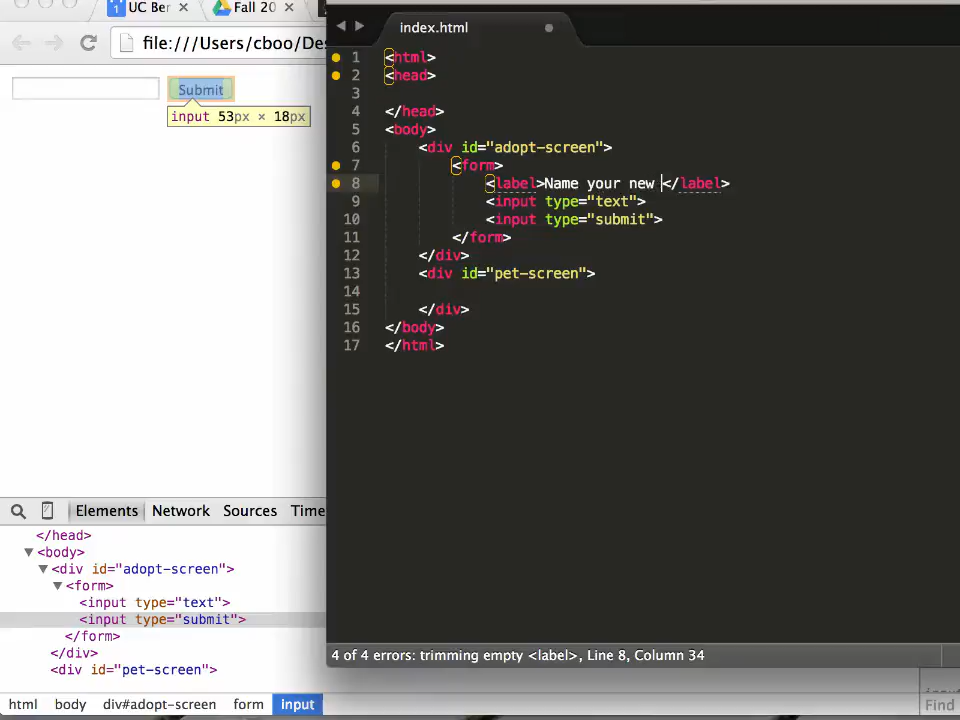 UC Ber
Fall 20
file:///Users/cboo/Des
Submit
input 53px × 18px
Elements Network Sources Time
</head>
<body>
<div id="adopt-screen">
<form>
<input type="text">
<input type="submit">
</form>
</div>
<div id="pet-screen">
html body div#adopt-screen form input
index.html
1 <html>
2 <head>
3
4 </head>
5 <body>
6 <div id="adopt-screen">
7 <form>
8 <label>Name your new </label>
9 <input type="text">
10 <input type="submit">
11 </form>
12 </div>
13 <div id="pet-screen">
14
15 </div>
16 </body>
17 </html>
4 of 4 errors: trimming empty <label>, Line 8, Column 34
Find